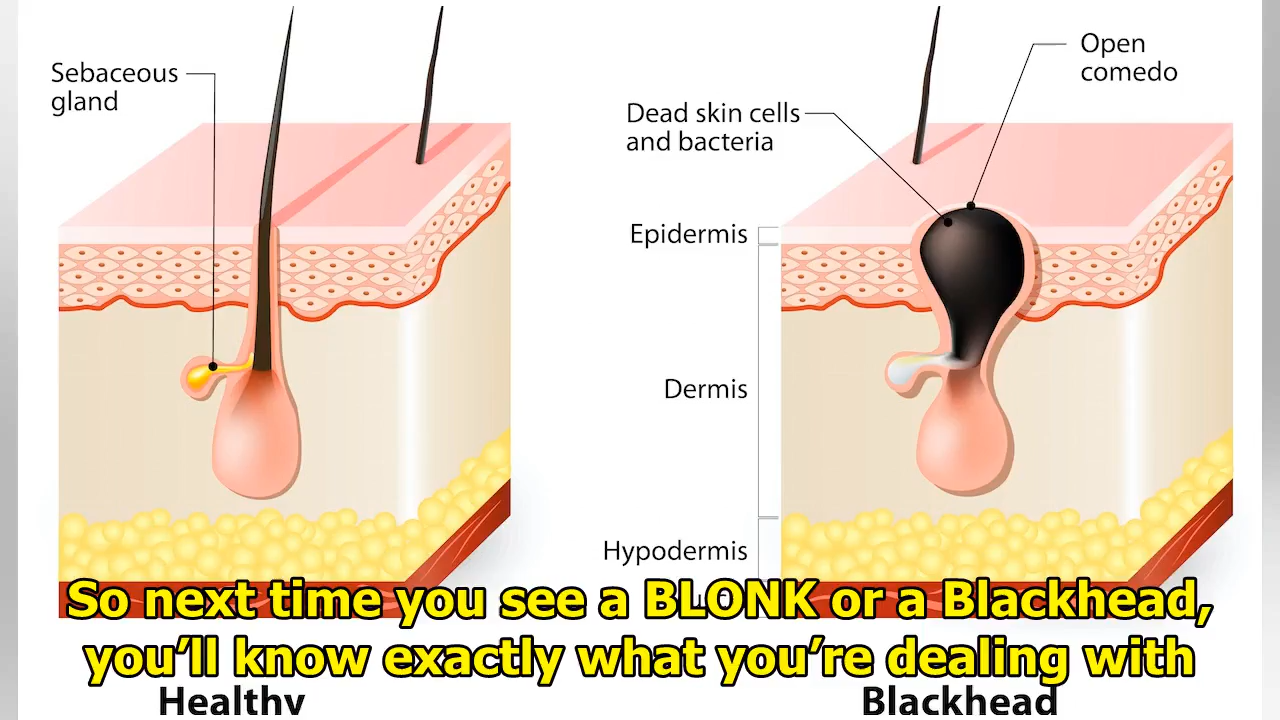 Sebaceous
gland
Open
comedo
Dead skin cells
and bacteria
Epidermis
Dermis
Hypodermis
So next time you see a BLONK or a Blackhead,
you’ll know exactly what you’re dealing with
Healthy
Blackhead